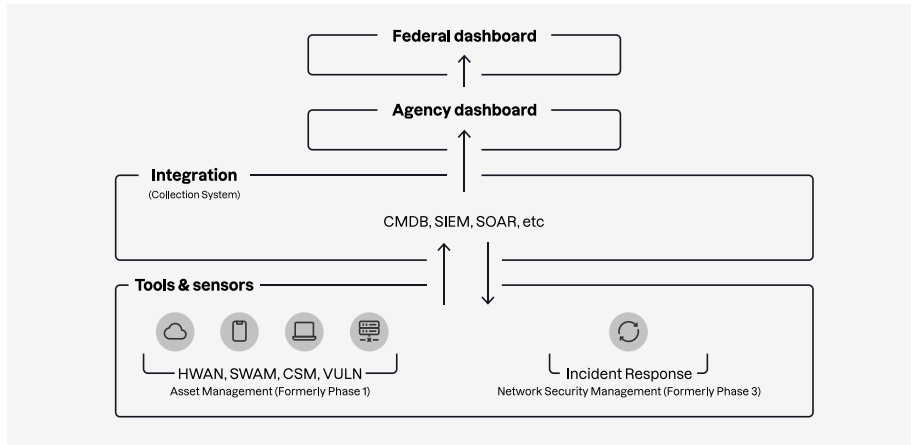 Federal dashboard
Agency dashboard
Integration
(Collection System)
CMDB, SIEM, SOAR, etc
Tools & sensors
HWAN, SWAM, CSM, VULN
Asset Management (Formerly Phase 1)
Incident Response
Network Security Management (Formerly Phase 3)